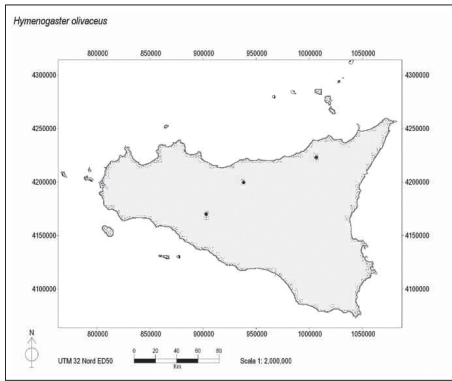 Hymenogaster olivaceus
800000 850000 900000 950000 1000000 1050000
4300000 4300000
4250000 4250000
4200000 4200000
4150000 4150000
4100000 4100000
800000 850000 900000 950000 1000000 1050000
N
0 20 40 60 80
UTM 32 Nord ED50 Km Scala 1: 2,000,000